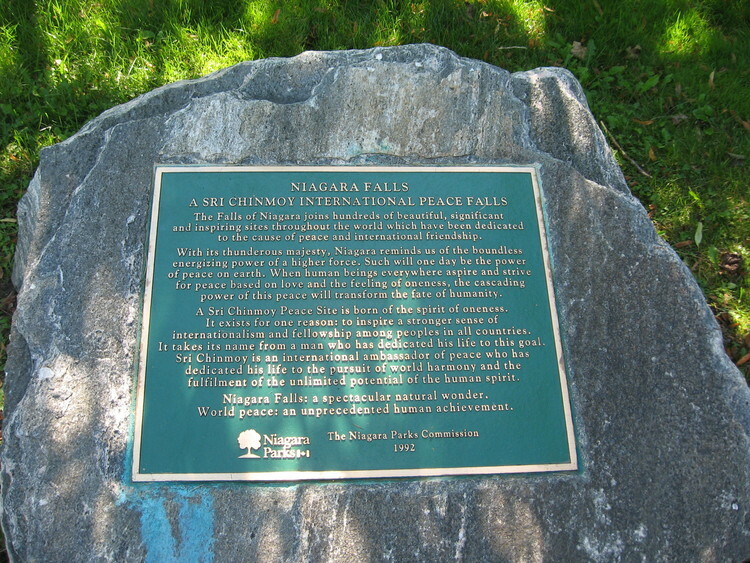 NIAGARA FALLS
A SRI CHINMOY INTERNATIONAL PEACE FALLS
The Falls of Niagara joins hundreds of beautiful, significant
and inspiring sites throughout the world which have been dedicated
to the cause of peace and international friendship.
With its thunderous majesty, Niagara reminds us of the boundless
energizing power of a higher force. Such will one day be the power
of peace on earth. When human beings everywhere aspire and strive
for peace based on love and the feeling of oneness, the cascading
power of this peace will transform the fate of humanity.
A Sri Chinmoy Peace Site is born of the spirit of oneness.
It exists for one reason: to inspire a stronger sense of
internationalism and fellowship among peoples in all countries.
It takes its name from a man who has dedicated his life to this goal.
Sri Chinmoy is an international ambassador of peace who has
dedicated his life to the pursuit of world harmony and the
fulfilment of the unlimited potential of the human spirit.
Niagara Falls: a spectacular natural wonder.
World peace: an unprecedented human achievement.
Niagara
Parks
The Niagara Parks Commission
1992